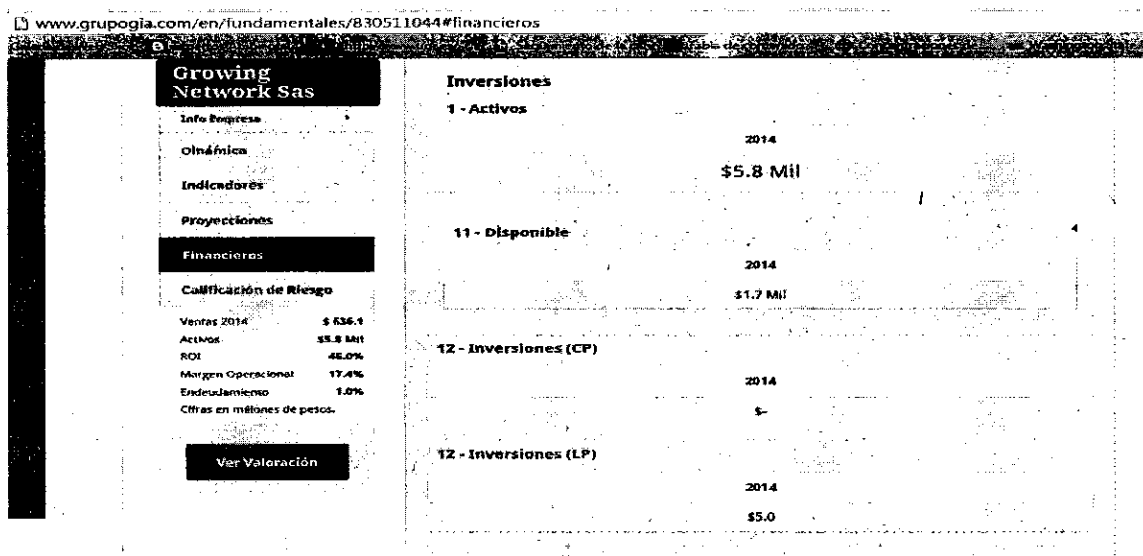 www.grupogia.com/en/fundamentales/830511044#financieros
Growing
Network Sas
Info Empresa
Dinámica
Indicadores
Proyecciones
Financieros
Calificación de Riesgo
Ventas 2014 $ 636.1
Activos $5.8 Mil
ROI 46.0%
Margen Operacional 17.4%
Endeudamiento 1.0%
Cifras en millones de pesos.
Ver Valoración
Inversiones
1 - Activos
2014
$5.8 Mil
11 - Disponible
2014
$1.7 Mil
12 - Inversiones (CP)
2014
$-
12 - Inversiones (LP)
2014
$5.0